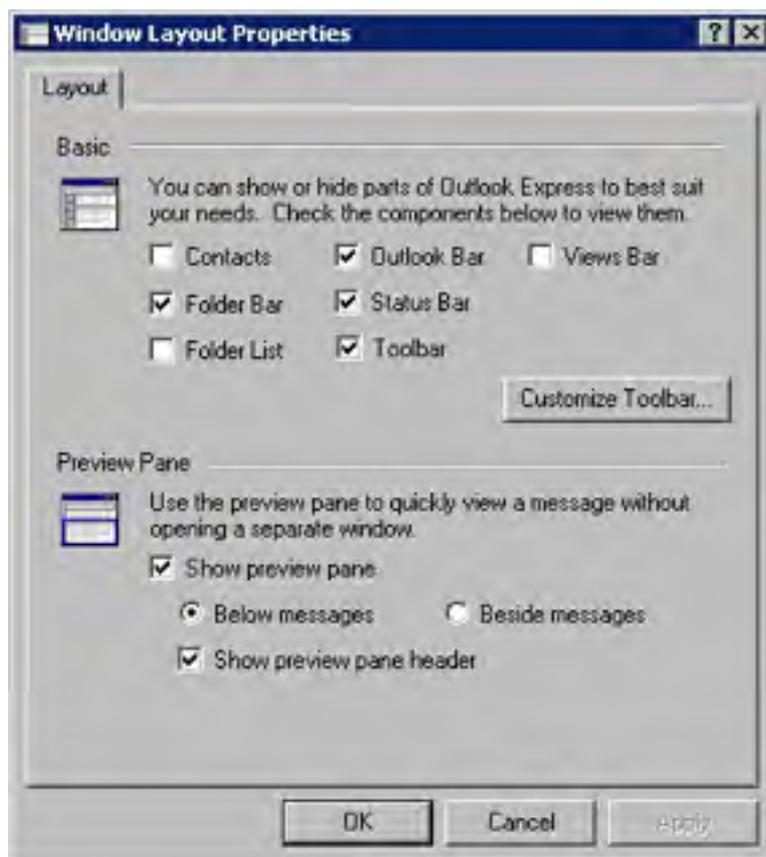 Window Layout Properties
Layout
Basic
You can show or hide parts of Outlook Express to best suit
your needs. Check the components below to view them.
Contacts Outlook Bar Views Bar
Folder Bar Status Bar
Folder List Toolbar
Customize Toolbar...
Preview Pane
Use the preview pane to quickly view a message without
opening a separate window.
Show preview pane
Below messages Beside messages
Show preview pane header
OK Cancel Apply